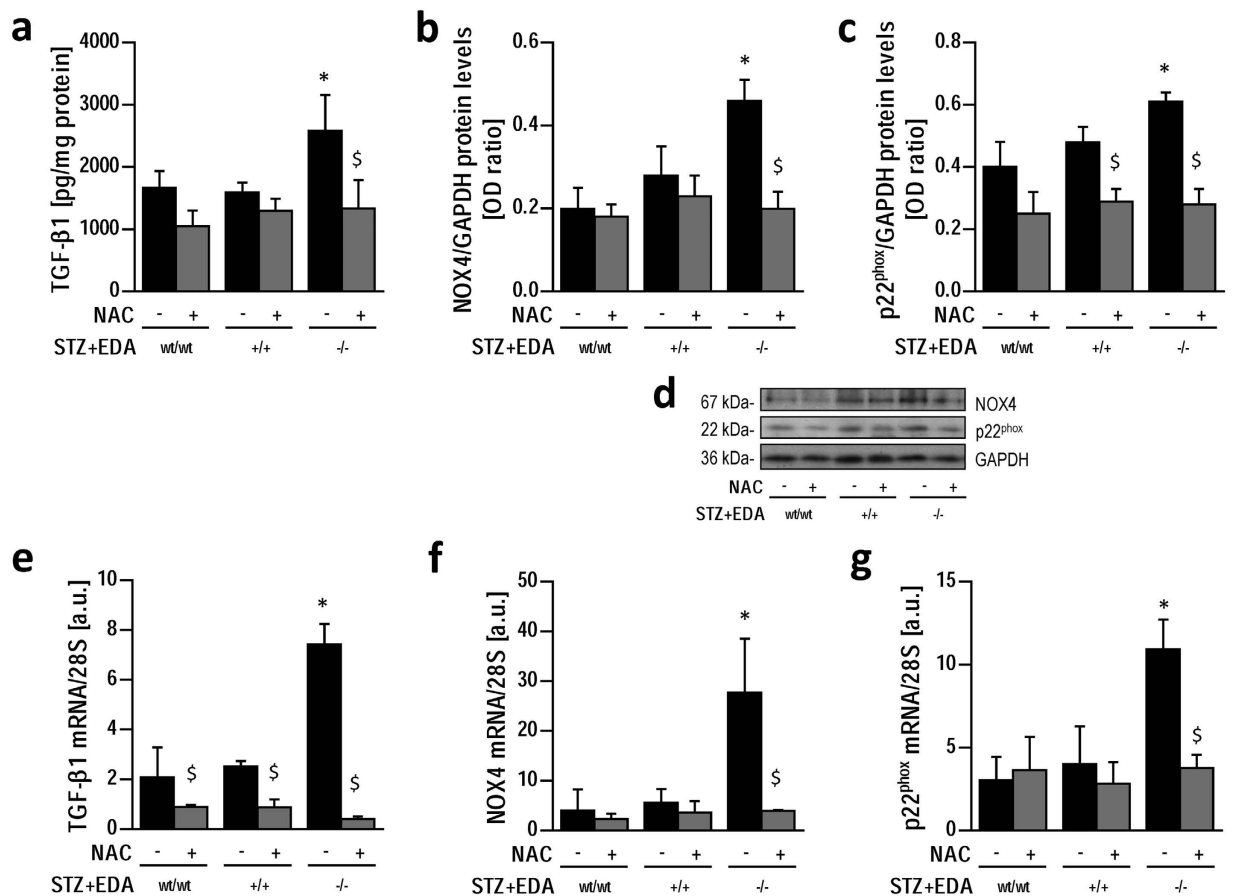 a
TGF-β1 [pg/mg protein]
4000
3000
2000
1000
0
*
$
NAC - + - + - +
STZ+EDA wt/wt +/+ -/-
b
NOX4/GAPDH protein levels
[OD ratio]
0.6
0.4
0.2
0.0
*
$
NAC - + - + - +
STZ+EDA wt/wt +/+ -/-
c
p22phox/GAPDH protein levels
[OD ratio]
0.8
0.6
0.4
0.2
0.0
*
$ $
NAC - + - + - +
STZ+EDA wt/wt +/+ -/-
d
67 kDa- NOX4
22 kDa- p22phox
36 kDa- GAPDH
NAC - + - + - +
STZ+EDA wt/wt +/+ -/-
e
TGF-β1 mRNA/28S [a.u.]
10
8
6
4
2
0
*
$ $ $
NAC - + - + - +
STZ+EDA wt/wt +/+ -/-
f
NOX4 mRNA/28S [a.u.]
50
40
30
20
10
0
*
$
NAC - + - + - +
STZ+EDA wt/wt +/+ -/-
g
p22phox mRNA/28S [a.u.]
15
10
5
0
*
$
NAC - + - + - +
STZ+EDA wt/wt +/+ -/-